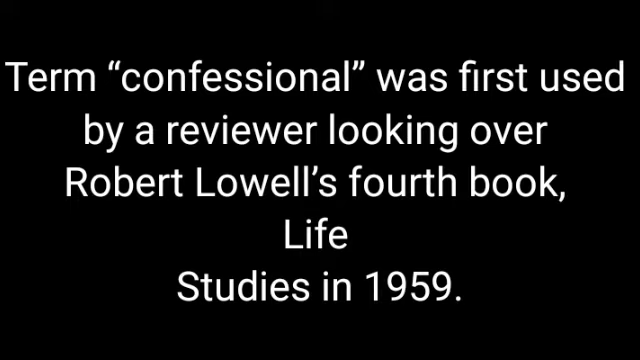 Term “confessional” was first used
by a reviewer looking over
Robert Lowell’s fourth book,
Life
Studies in 1959.